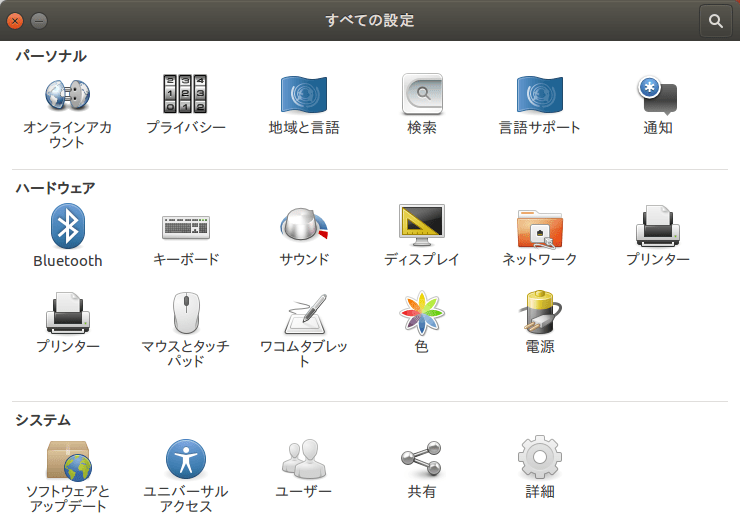 すべての設定
パーソナル
オンラインアカ
ウント
プライバシー
地域と言語
検索
言語サポート
通知
ハードウェア
Bluetooth
キーボード
サウンド
ディスプレイ
ネットワーク
プリンター
プリンター
マウスとタッチ
パッド
ワコムタブレッ
ト
色
電源
システム
ソフトウェアと
アップデート
ユニバーサル
アクセス
ユーザー
共有
詳細